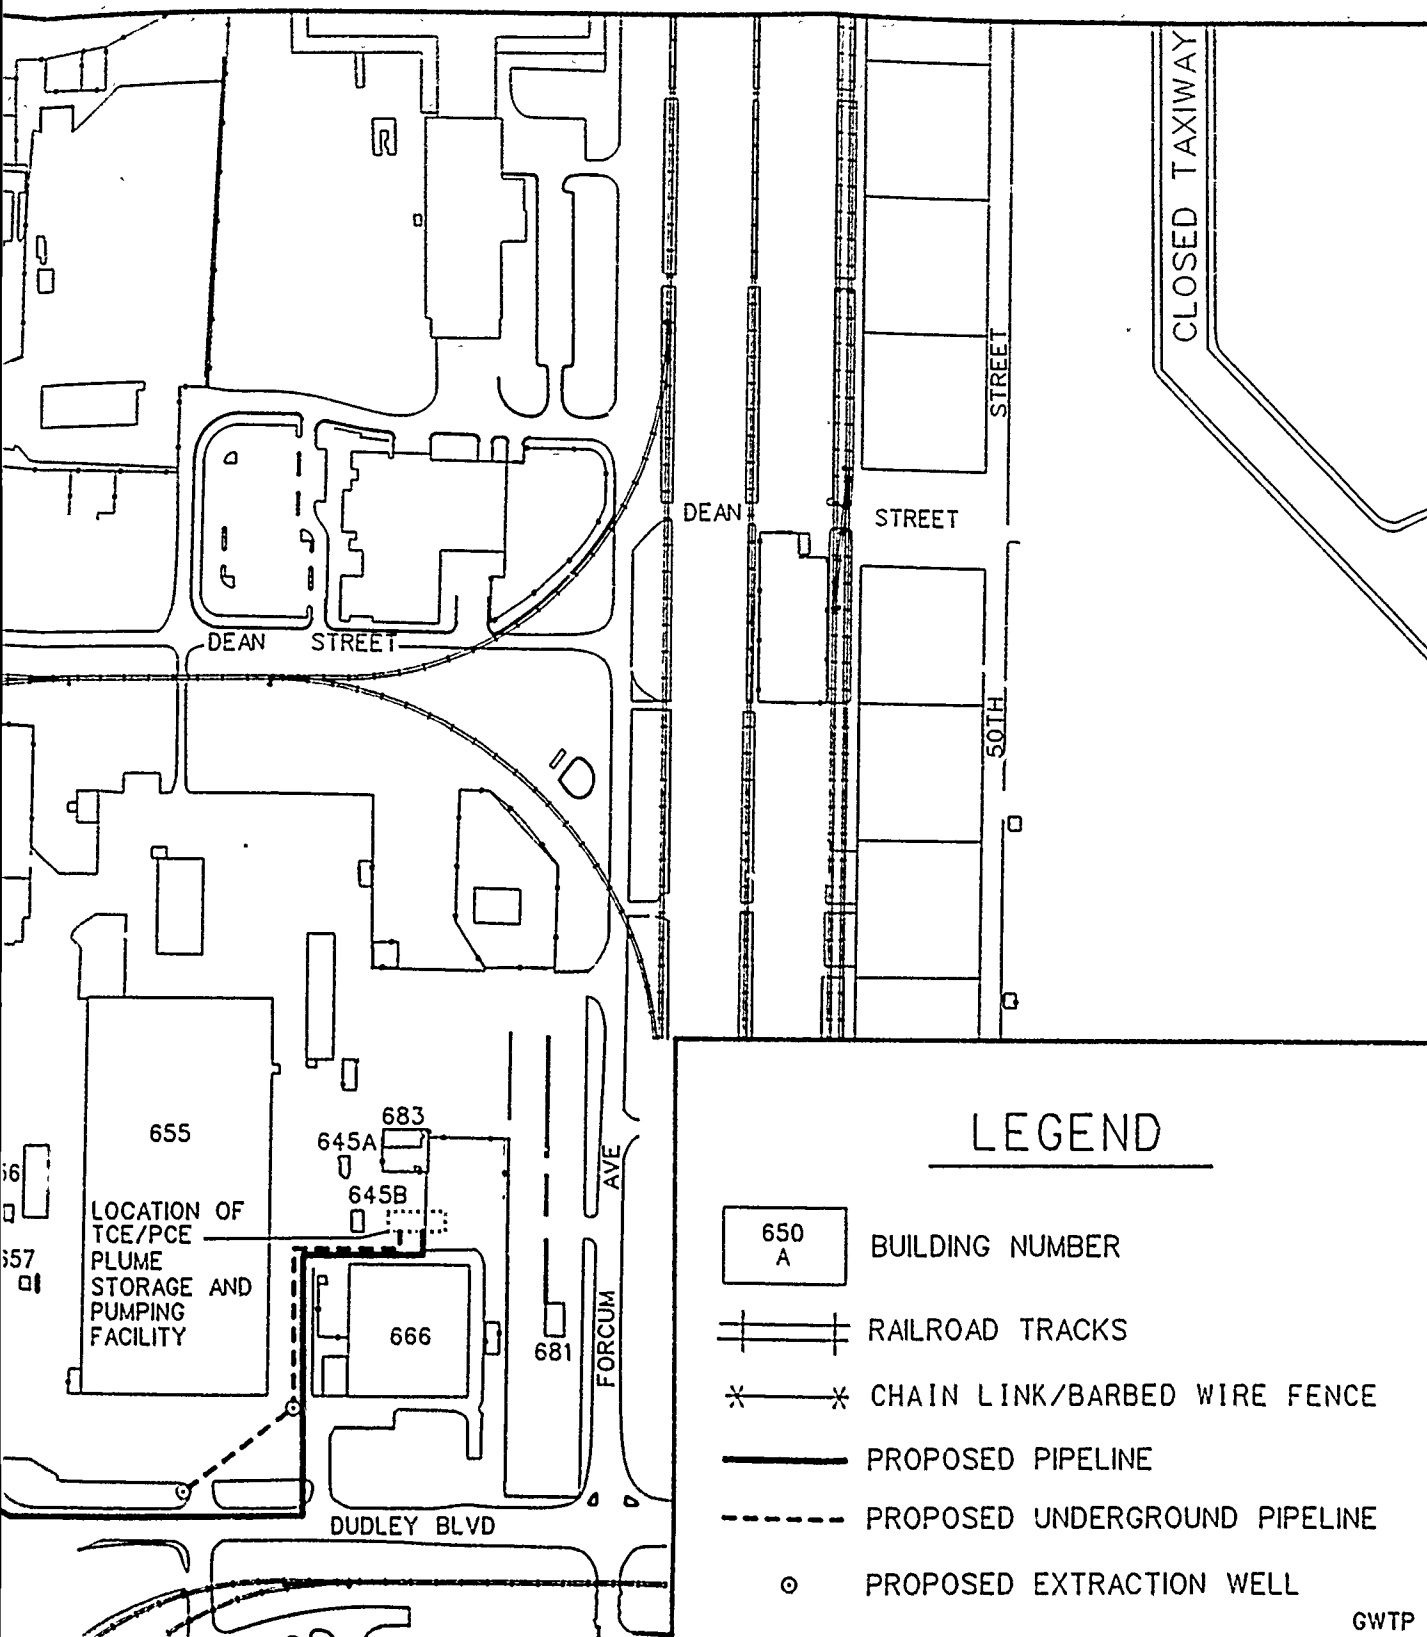 CLOSED TAXIWAY
STREET
DEAN
STREET
DEAN STREET
50TH
683
655
645A
AVE
645B
LOCATION OF
TCE/PCE
PLUME
STORAGE AND
PUMPING
FACILITY
657
666
681
FORCUM
DUDLEY BLVD
LEGEND
650
A
BUILDING NUMBER
RAILROAD TRACKS
CHAIN LINK/BARBED WIRE FENCE
PROPOSED PIPELINE
PROPOSED UNDERGROUND PIPELINE
PROPOSED EXTRACTION WELL
GWTP